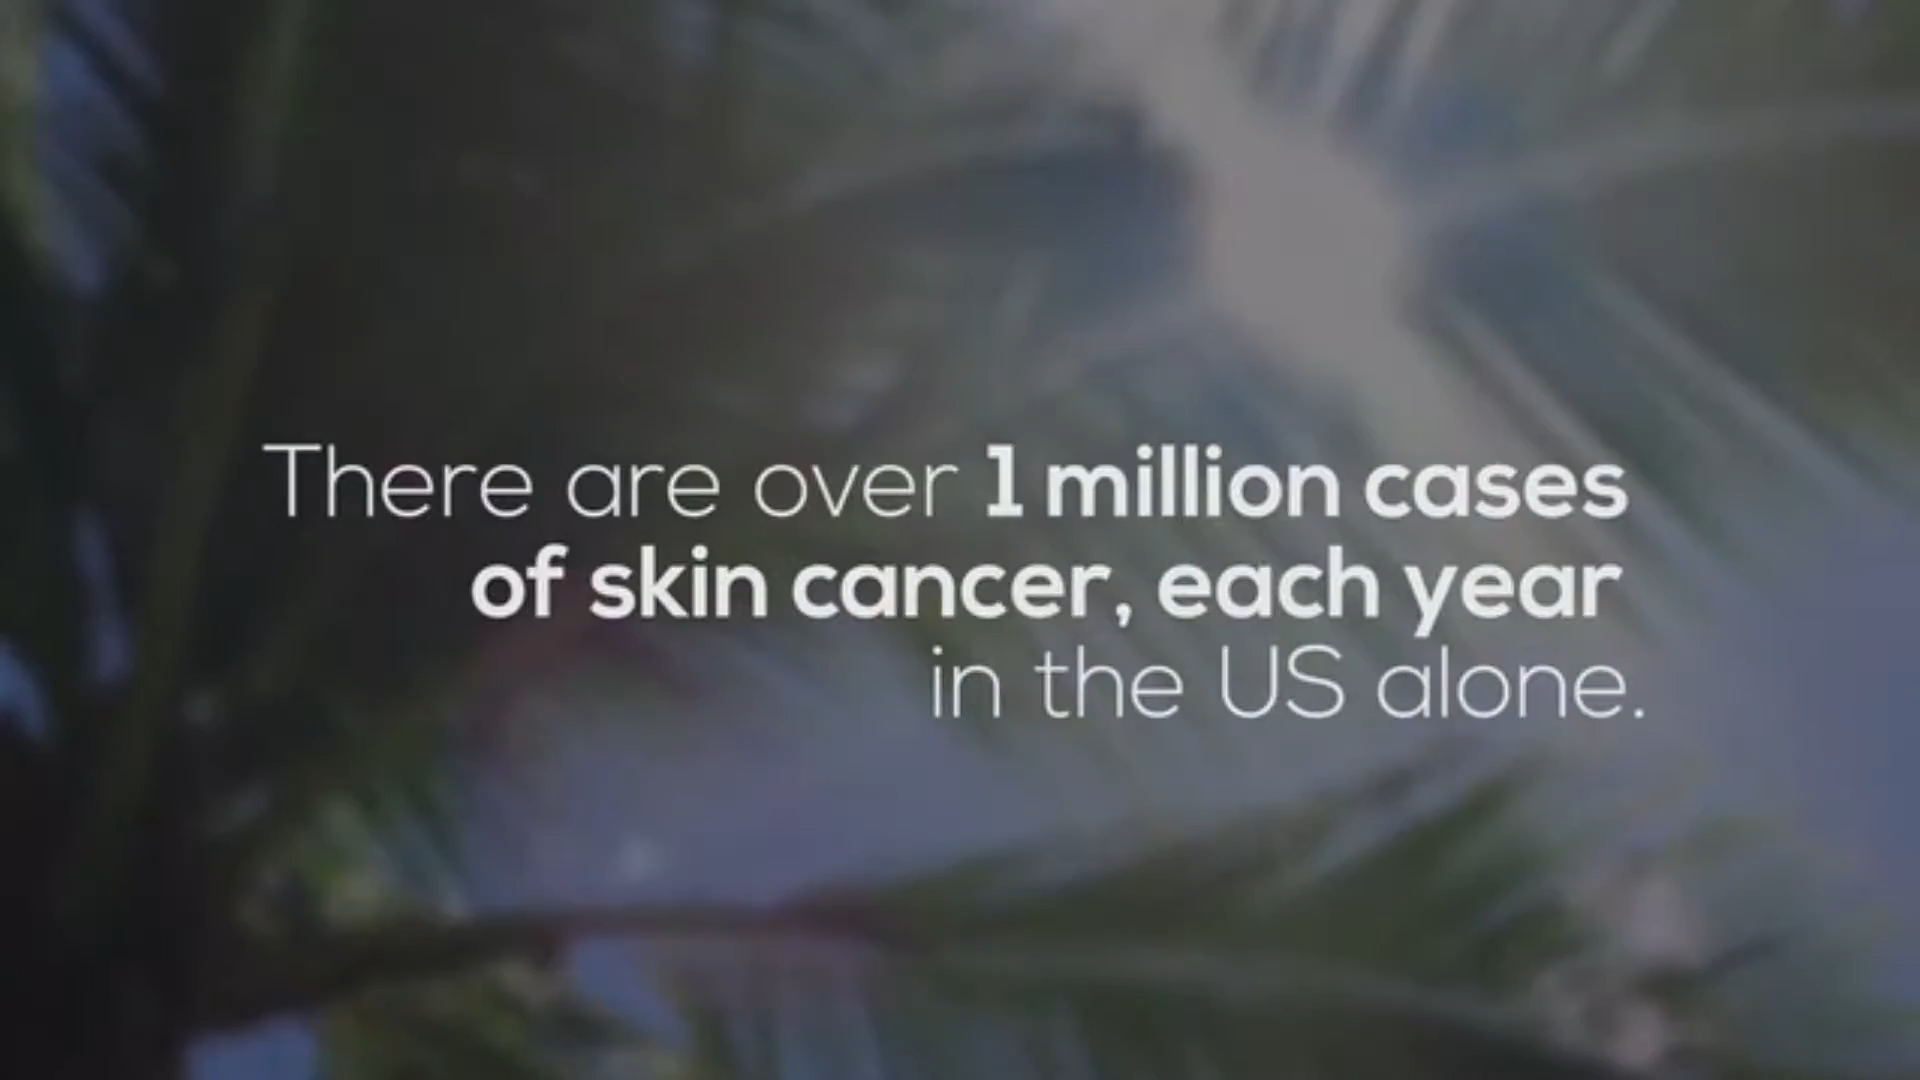 There are over 1 million cases
of skin cancer, each year
in the US alone.